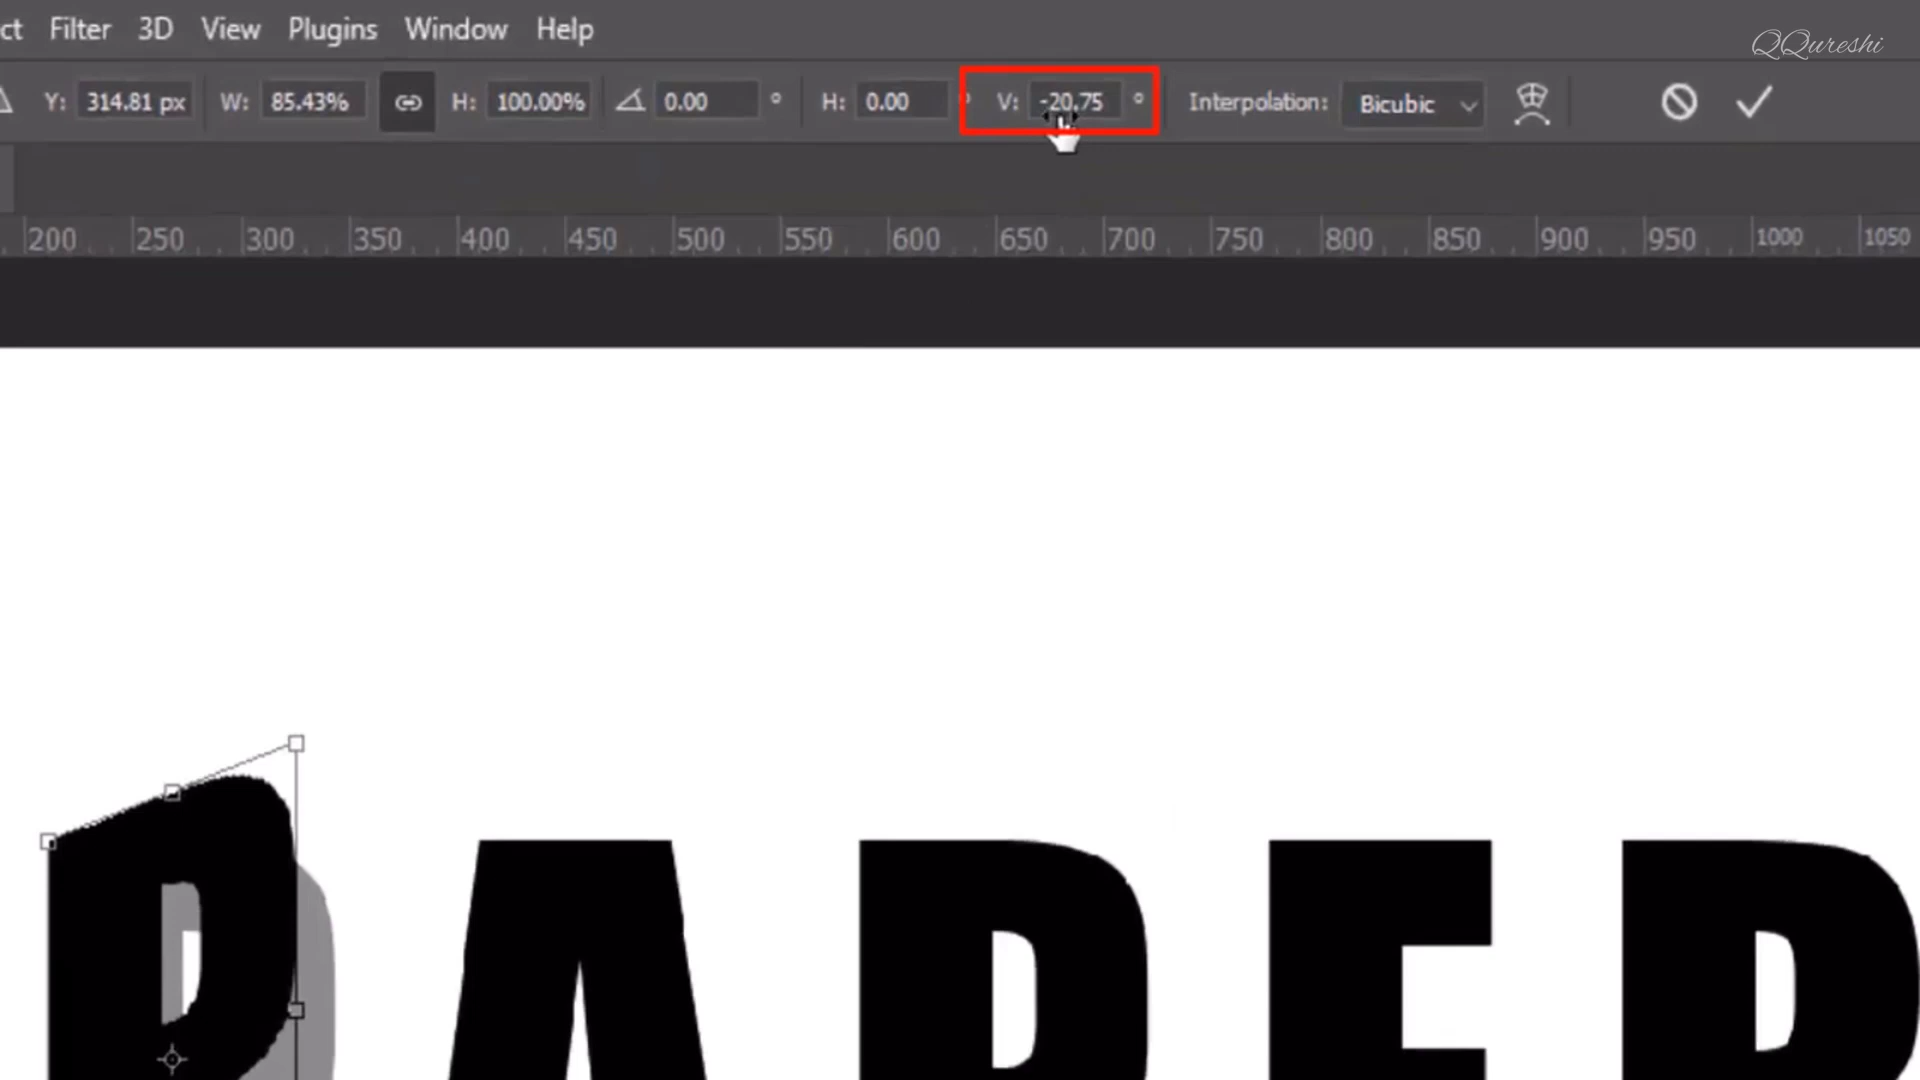 ct Filter 3D View Plugins Window Help
QQureshi
Y: 314.81 px W: 85.43% H: 100.00% 0.00 ° H: 0.00 ° V: -20.75 ° Interpolation: Bicubic
200 250 300 350 400 450 500 550 600 650 700 750 800 850 900 950 1000 1050
PAPER